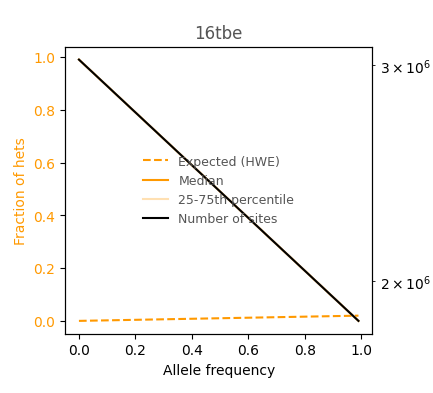 16tbe
1.0
0.8
0.6
0.4
0.2
0.0
Fraction of hets
3 × 10⁶
2 × 10⁶
Expected (HWE)
Median
25-75th percentile
Number of sites
0.0 0.2 0.4 0.6 0.8 1.0
Allele frequency